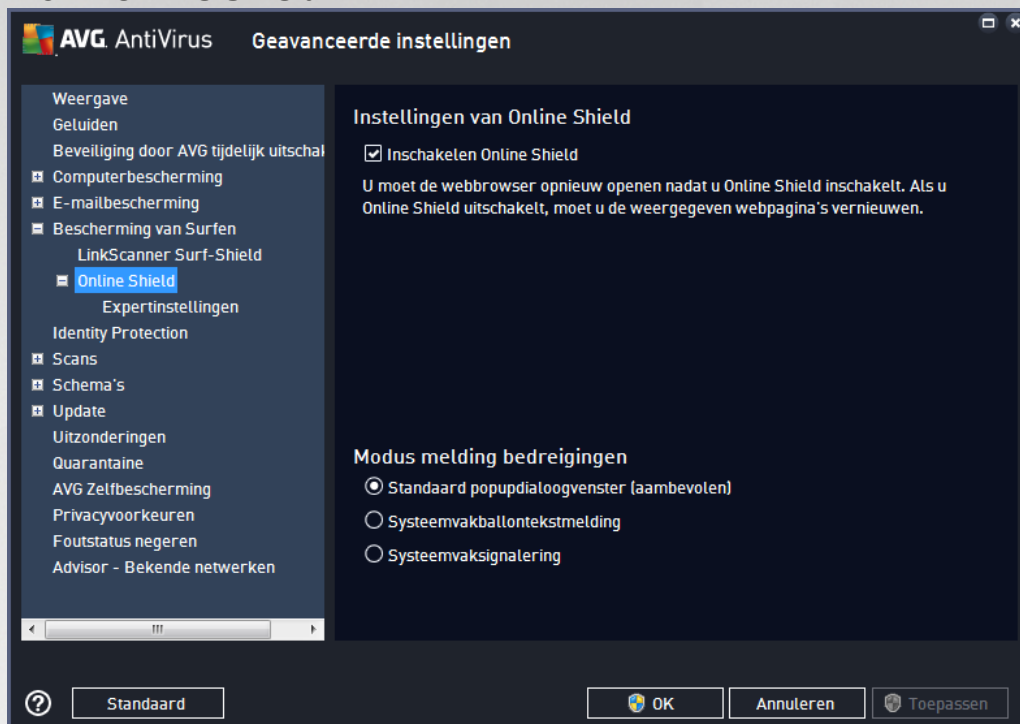 AVG. AntiVirus Geavanceerde instellingen
Weergave
Geluiden
Beveiliging door AVG tijdelijk uitschak
Computerbescherming
E-mailbescherming
Bescherming van Surfen
LinkScanner Surf-Shield
Online Shield
Expertinstellingen
Identity Protection
Scans
Schema's
Update
Uitzonderingen
Quarantaine
AVG Zelfbescherming
Privacyvoorkeuren
Foutstatus negeren
Advisor - Bekende netwerken
Instellingen van Online Shield
Inschakelen Online Shield
U moet de webbrowser opnieuw openen nadat u Online Shield inschakelt. Als u
Online Shield uitschakelt, moet u de weergegeven webpagina's vernieuwen.
Modus melding bedreigingen
Standaard popupdialoogvenster (aambevolen)
Systeemvakballontekstmelding
Systeemvaksignalering
Standaard
OK
Annuleren
Toepassen